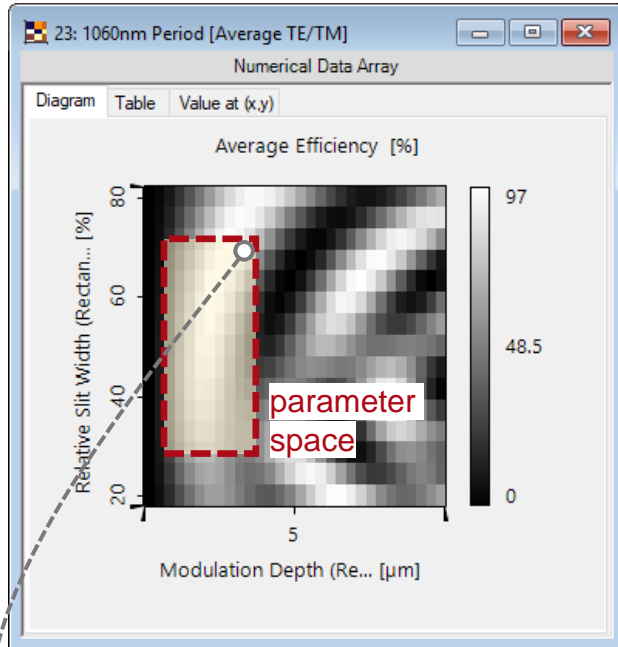 23: 1060nm Period [Average TE/TM]
Numerical Data Array
Diagram Table Value at (x,y)
Average Efficiency [%]
Relative Slit Width (Rectan... [%]
80
60
40
20
97
48.5
0
parameter
space
5
Modulation Depth (Re... [µm]